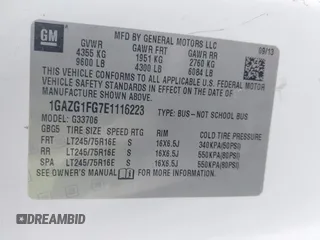 GM
MFD BY GENERAL MOTORS LLC
GVWR GAWR FRT GAWR RR 09/13
4355 KG 1951 KG 2760 KG
9600 LB 4300 LB 6084 LB
THIS VEHICLE CONFORMS TO ALL APPLICABLE U.S. FEDERAL MOTOR
VEHICLE SAFETY STANDARDS IN EFFECT ON THE DATE OF
MANUFACTURE SHOWN ABOVE.
1GAZG1FG7E1116223 TYPE: BUS-NOT SCHOOL BUS
MODEL: G33706
GBG5 TIRE SIZE SPEED RTG RIM COLD TIRE PRESSURE
FRT LT245/75R16E S 16X6.5J 340KPA(50PSI)
RR LT245/75R16E S 16X6.5J 550KPA(80PSI)
SPA LT245/75R16E S 16X6.5J 550KPA(80PSI)
SEE OWNER'S MANUAL FOR ADDITIONAL INFORMATION.
DREAMBID